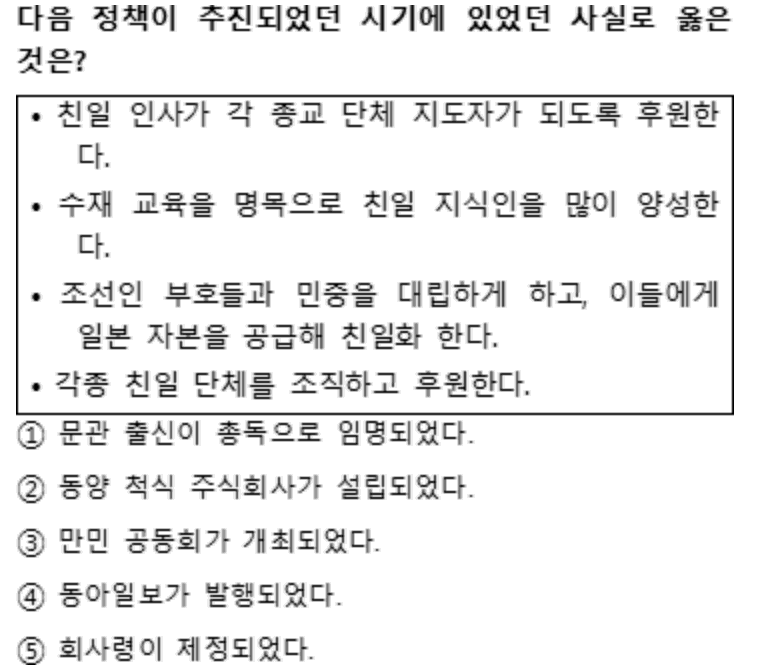 다음 정책이 추진되었던 시기에 있었던 사실로 옳은
것은?
• 친일 인사가 각 종교 단체 지도자가 되도록 후원한
다.
• 수재 교육을 명목으로 친일 지식인을 많이 양성한
다.
• 조선인 부호들과 민중을 대립하게 하고, 이들에게
일본 자본을 공급해 친일화 한다.
• 각종 친일 단체를 조직하고 후원한다.
① 문관 출신이 총독으로 임명되었다.
② 동양 척식 주식회사가 설립되었다.
③ 만민 공동회가 개최되었다.
④ 동아일보가 발행되었다.
⑤ 회사령이 제정되었다.